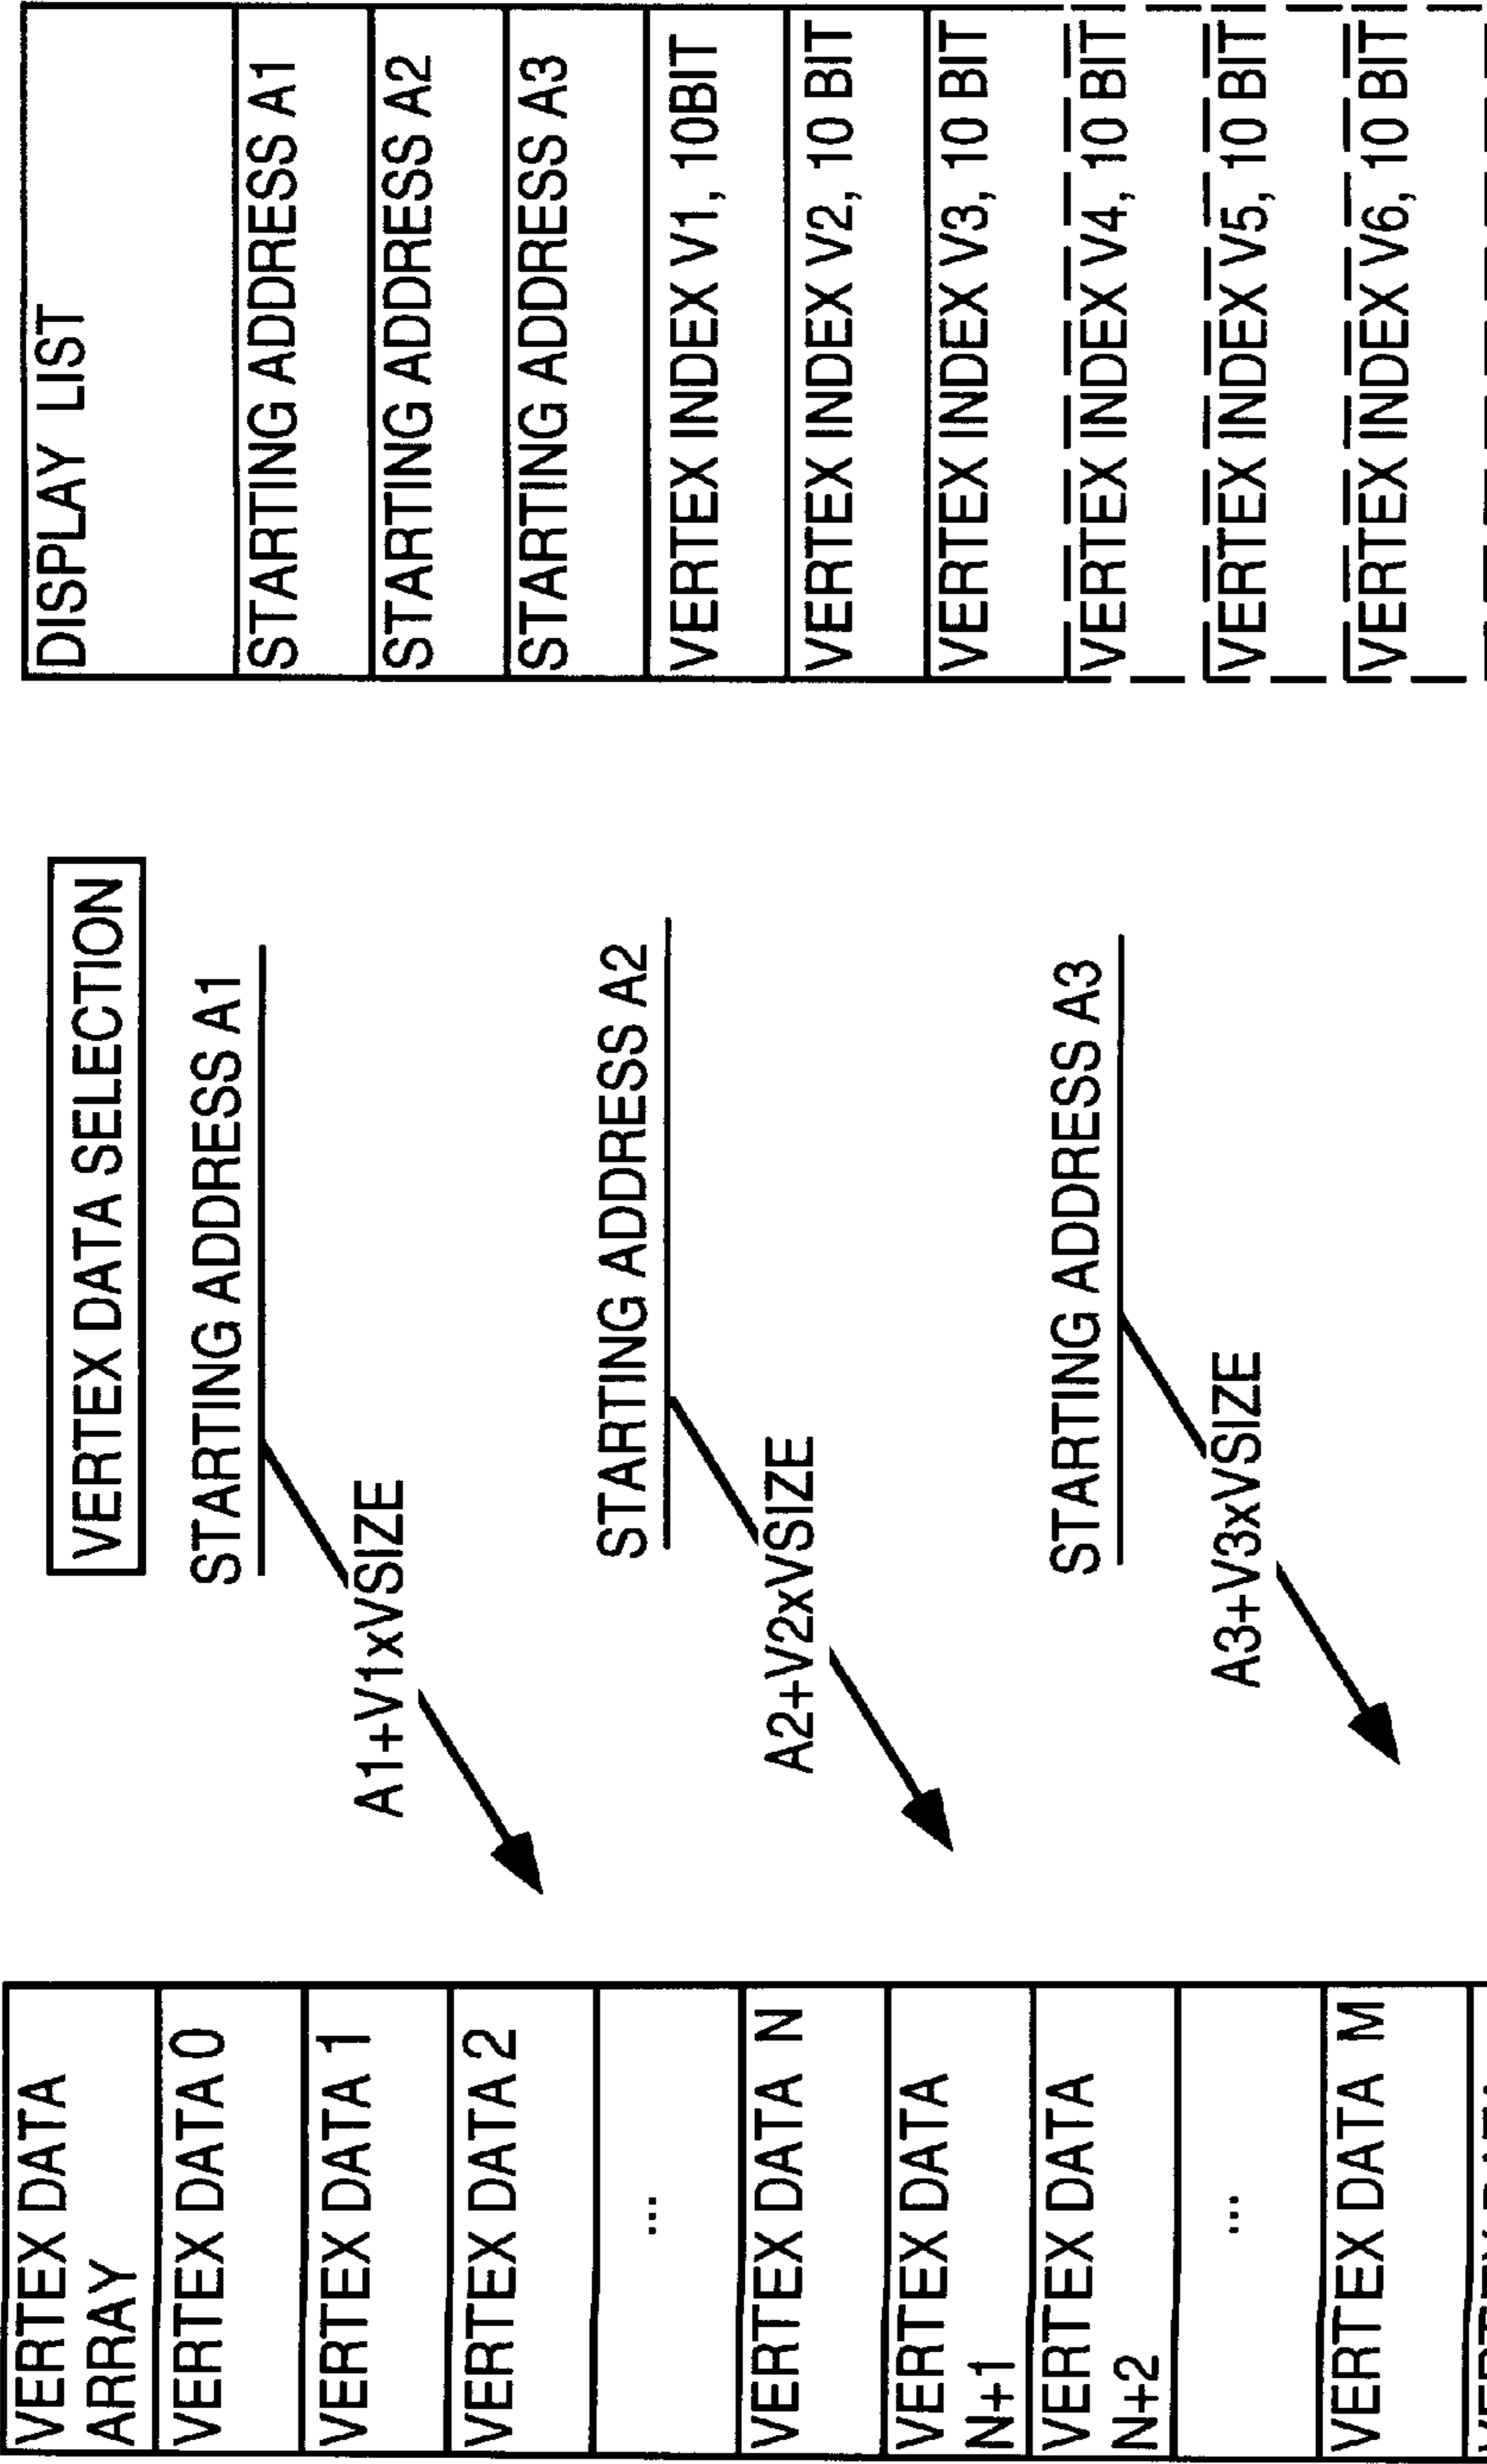 VERTEX DATA
ARRAY
VERTEX DATA 0
VERTEX DATA 1
VERTEX DATA 2
...
VERTEX DATA N
VERTEX DATA
N+1
VERTEX DATA
N+2
...
VERTEX DATA M
VERTEX DATA SELECTION
STARTING ADDRESS A1
A1+V1xVSIZE
STARTING ADDRESS A2
A2+V2xVSIZE
STARTING ADDRESS A3
A3+V3xVSIZE
DISPLAY LIST
STARTING ADDRESS A1
STARTING ADDRESS A2
STARTING ADDRESS A3
VERTEX INDEX V1, 10BIT
VERTEX INDEX V2, 10 BIT
VERTEX INDEX V3, 10 BIT
VERTEX INDEX V4, 10 BIT
VERTEX INDEX V5, 10 BIT
VERTEX INDEX V6, 10 BIT